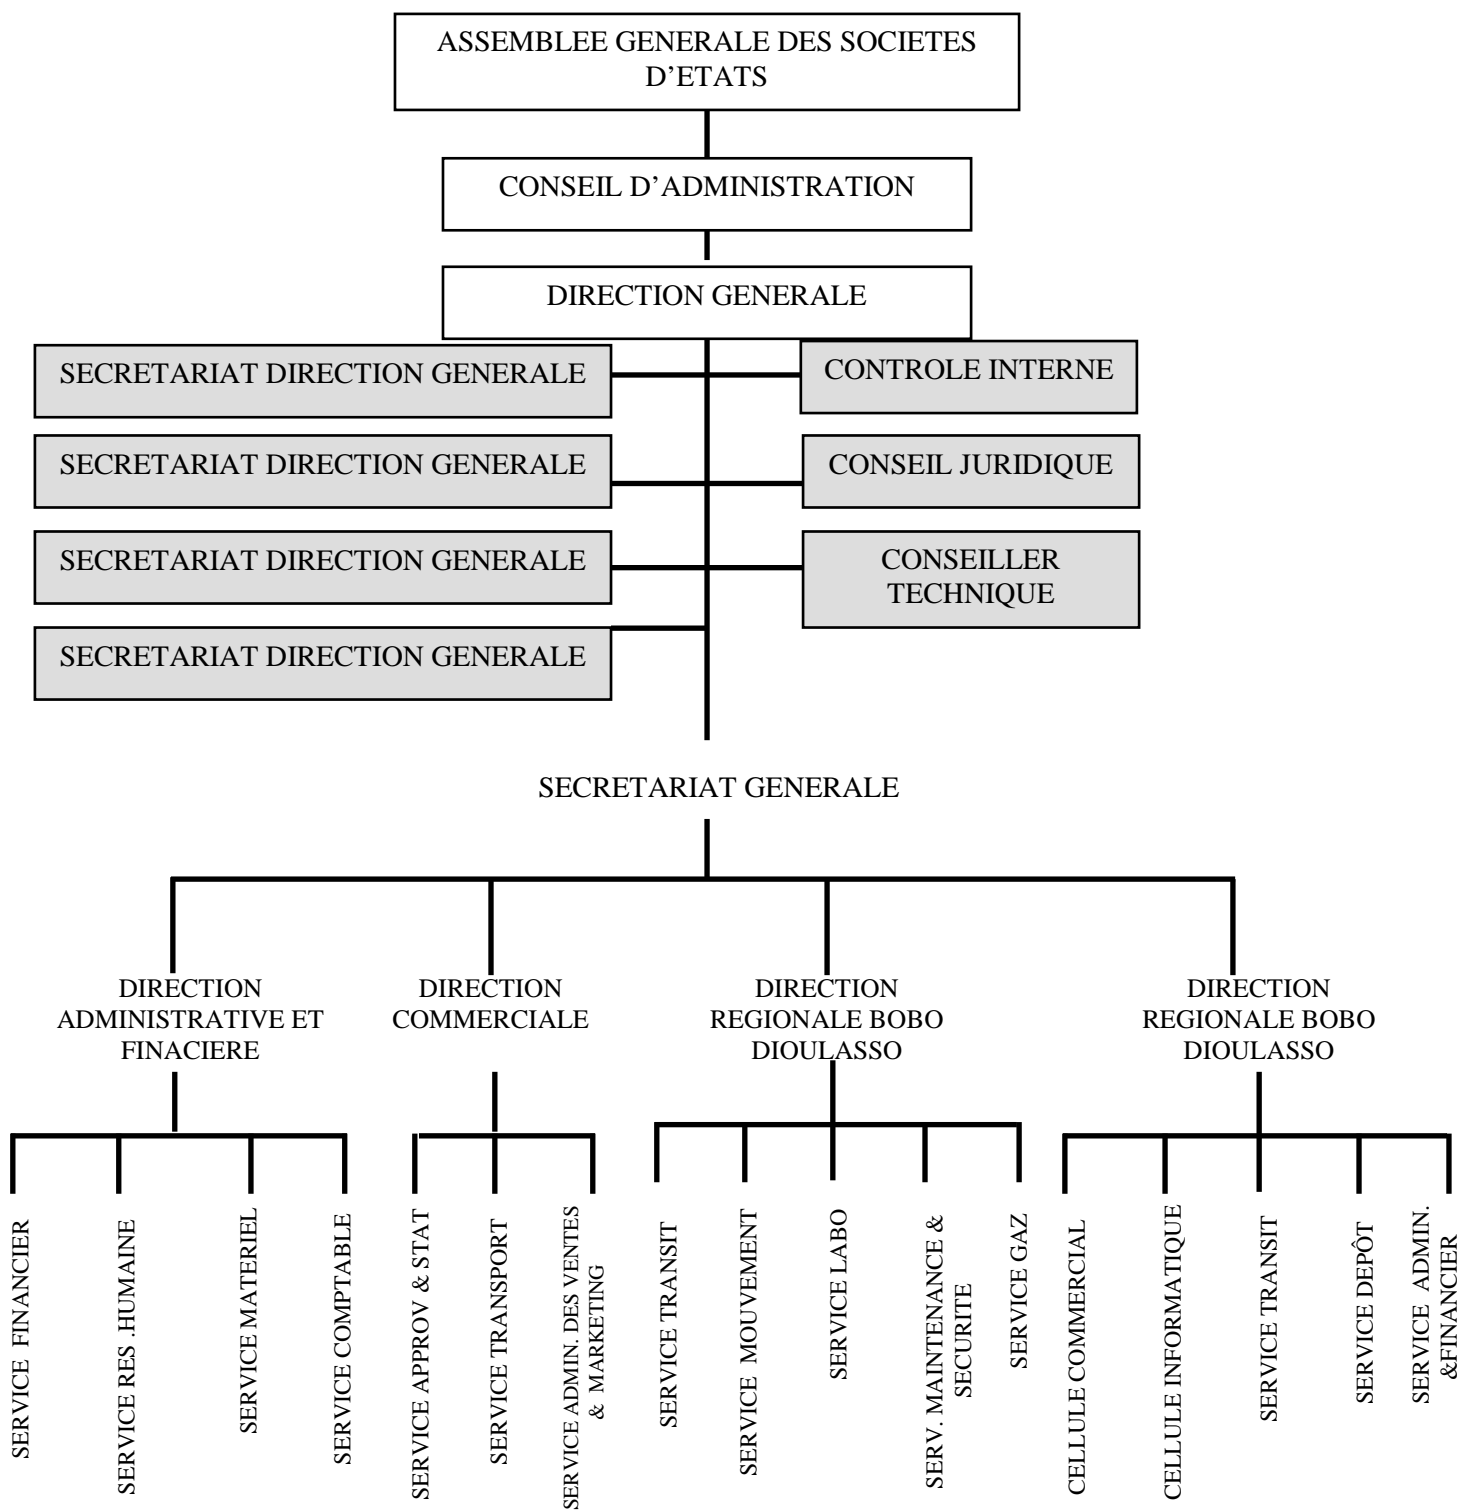 ASSEMBLEE GENERALE DES SOCIETES
D’ETATS
CONSEIL D’ADMINISTRATION
DIRECTION GENERALE
SECRETARIAT DIRECTION GENERALE
CONTROLE INTERNE
SECRETARIAT DIRECTION GENERALE
CONSEIL JURIDIQUE
SECRETARIAT DIRECTION GENERALE
CONSEILLER
TECHNIQUE
SECRETARIAT DIRECTION GENERALE
SECRETARIAT GENERALE
DIRECTION
ADMINISTRATIVE ET
FINACIERE
DIRECTION
COMMERCIALE
DIRECTION
REGIONALE BOBO
DIOULASSO
DIRECTION
REGIONALE BOBO
DIOULASSO
SERVICE FINANCIER
SERVICE RES .HUMAINE
SERVICE MATERIEL
SERVICE COMPTABLE
SERVICE APPROV & STAT
SERVICE TRANSPORT
SERVICE ADMIN. DES VENTES
& MARKETING
SERVICE TRANSIT
SERVICE MOUVEMENT
SERVICE LABO
SERV. MAINTENANCE &
SECURITE
SERVICE GAZ
CELLULE COMMERCIAL
CELLULE INFORMATIQUE
SERVICE TRANSIT
SERVICE DEPÔT
SERVICE ADMIN.
&FINANCIER